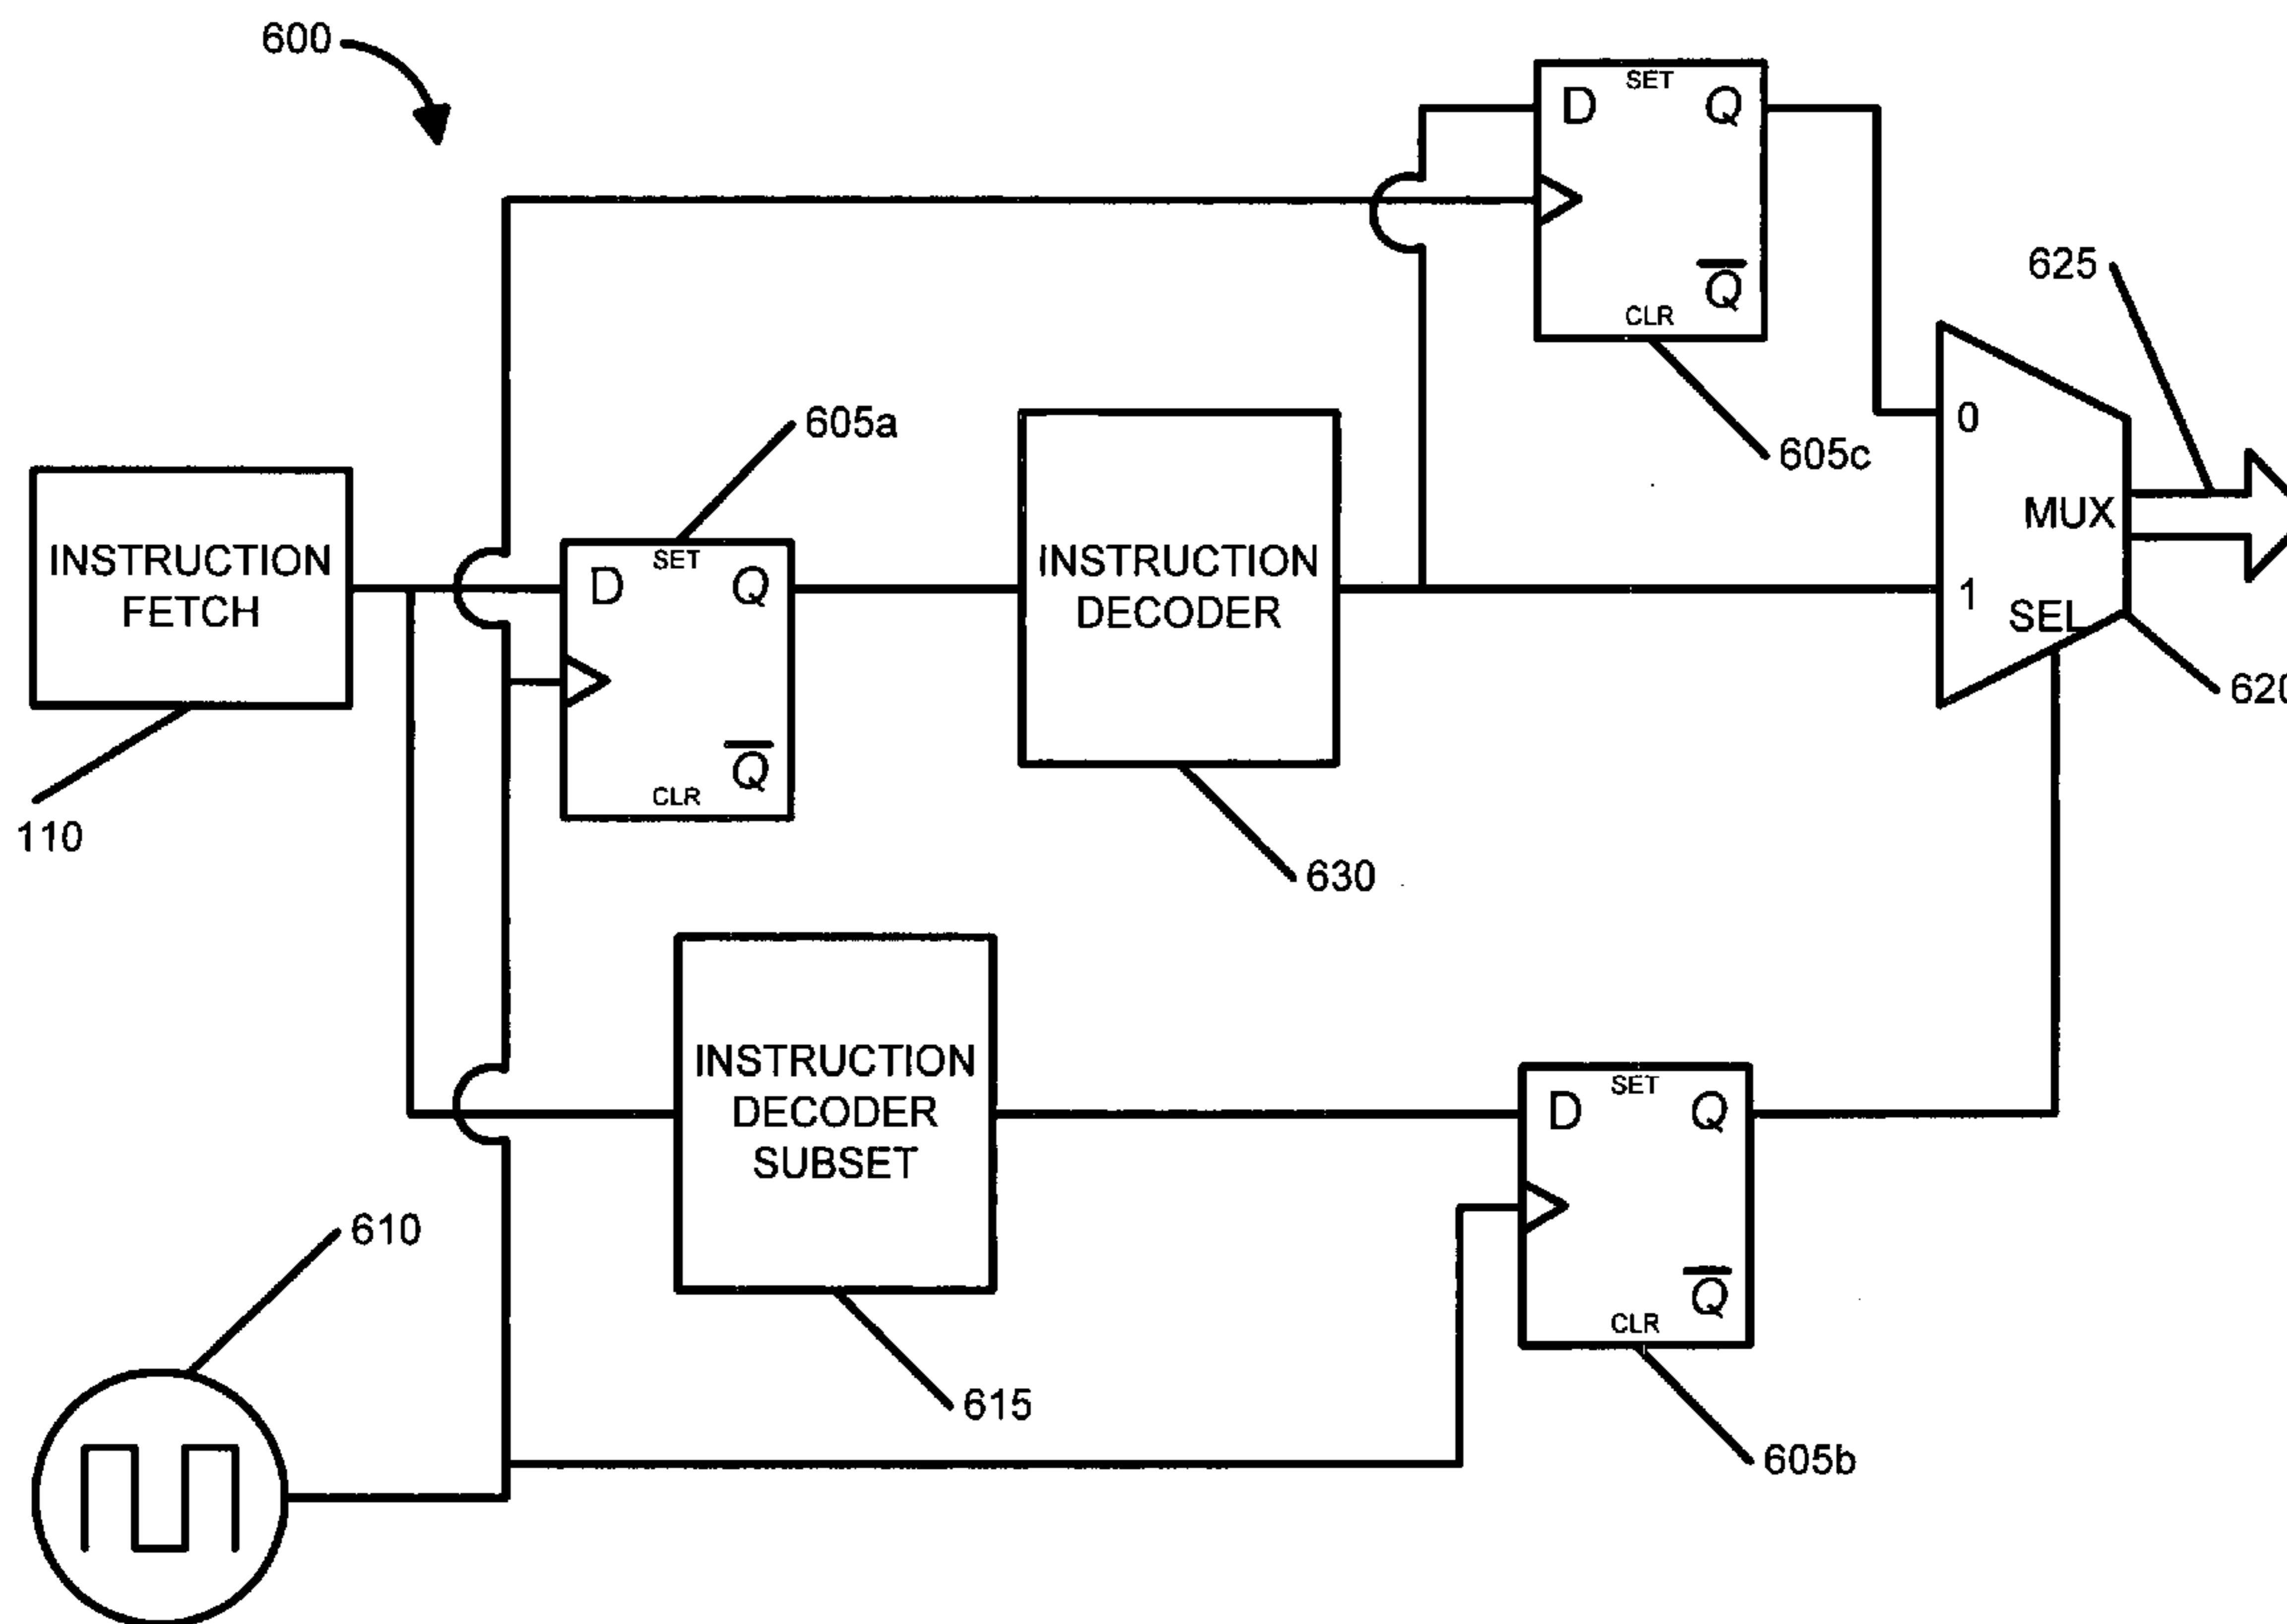 600
SET
D
Q
Q
CLR
605c
625
0
1
MUX
SEL
INSTRUCTION
FETCH
110
605a
SET
D
Q
Q
CLR
INSTRUCTION
DECODER
630
INSTRUCTION
DECODER
SUBSET
615
SET
D
Q
Q
CLR
605b
610